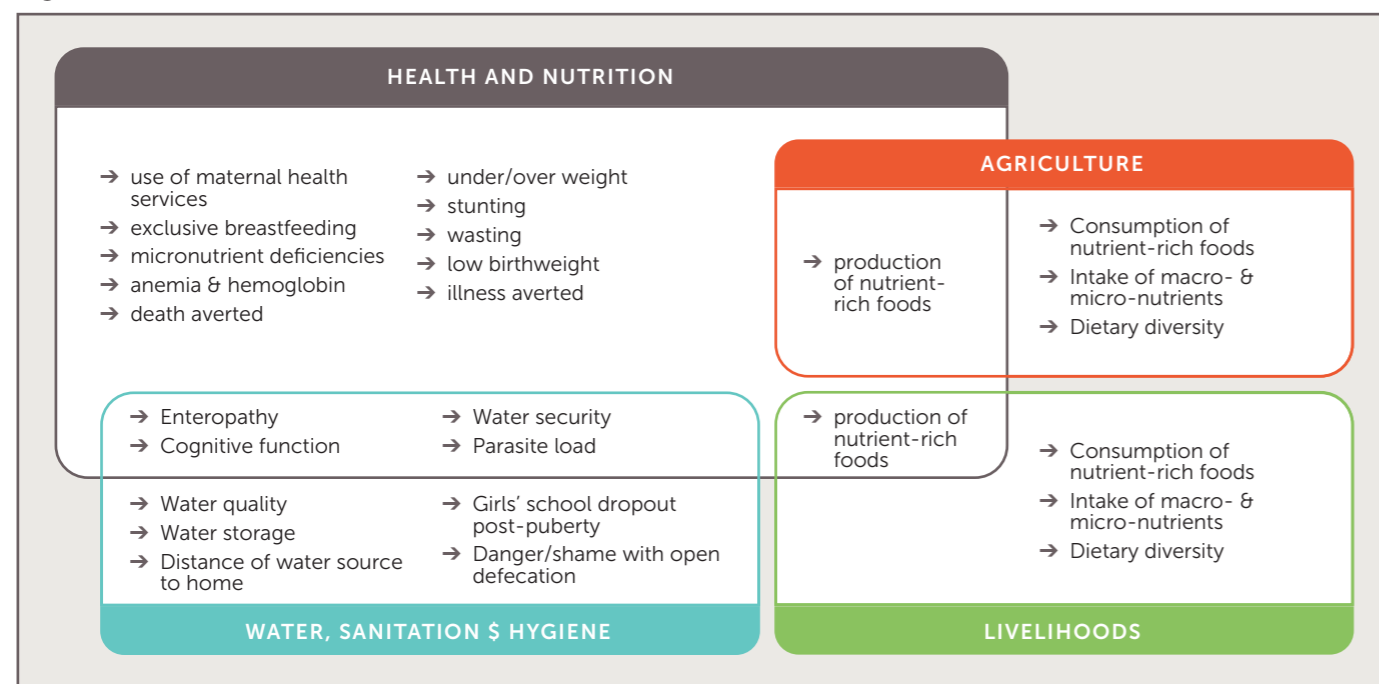 HEALTH AND NUTRITION
➔ use of maternal health
services
➔ exclusive breastfeeding
➔ micronutrient deficiencies
➔ anemia & hemoglobin
➔ death averted
➔ under/over weight
➔ stunting
➔ wasting
➔ low birthweight
➔ illness averted
AGRICULTURE
➔ production
of nutrient-
rich foods
➔ Consumption of
nutrient-rich foods
➔ Intake of macro- &
micro-nutrients
➔ Dietary diversity
➔ Enteropathy
➔ Cognitive function
➔ Water security
➔ Parasite load
➔ Water quality
➔ Water storage
➔ Distance of water source
to home
➔ Girls' school dropout
post-puberty
➔ Danger/shame with open
defecation
WATER, SANITATION $ HYGIENE
➔ production of
nutrient-rich
foods
➔ Consumption of
nutrient-rich foods
➔ Intake of macro- &
micro-nutrients
➔ Dietary diversity
LIVELIHOODS